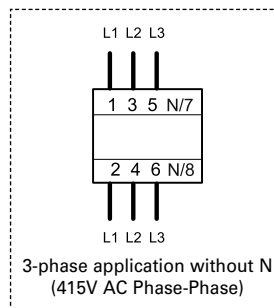 L1 L2 L3
1 3 5 N/7
2 4 6 N/8
L1 L2 L3
3-phase application without N
(415V AC Phase-Phase)